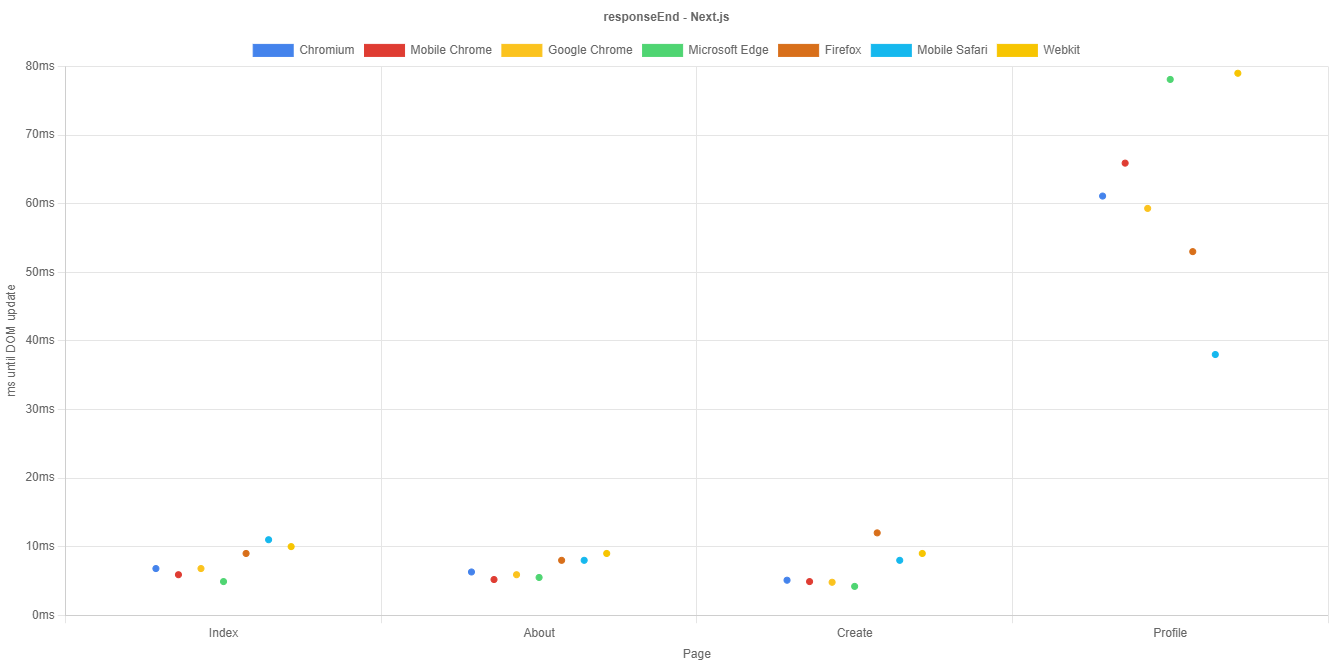 responseEnd - Next.js
Chromium Mobile Chrome Google Chrome Microsoft Edge Firefox Mobile Safari Webkit
80ms
70ms
60ms
50ms
40ms
30ms
20ms
10ms
0ms
ms until DOM update
Index About Create Profile
Page